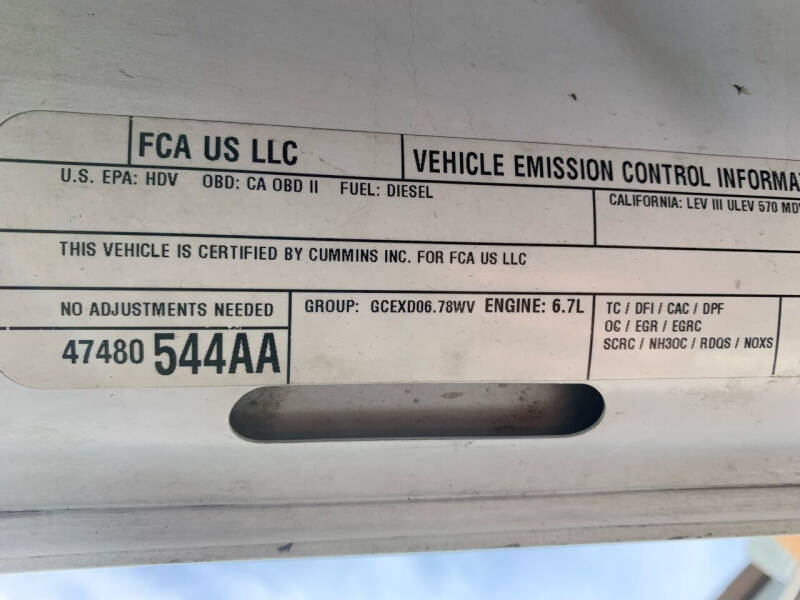 FCA US LLC
VEHICLE EMISSION CONTROL INFORMA
U.S. EPA: HDV OBD: CA OBD II FUEL: DIESEL
CALIFORNIA: LEV III ULEV 570 MD
THIS VEHICLE IS CERTIFIED BY CUMMINS INC. FOR FCA US LLC
NO ADJUSTMENTS NEEDED
47480 544AA
GROUP: GCEXD06.78WV ENGINE: 6.7L
TC / DFI / CAC / DPF
OC / EGR / EGRC
SCRC / NH3OC / RDQS / NOXS